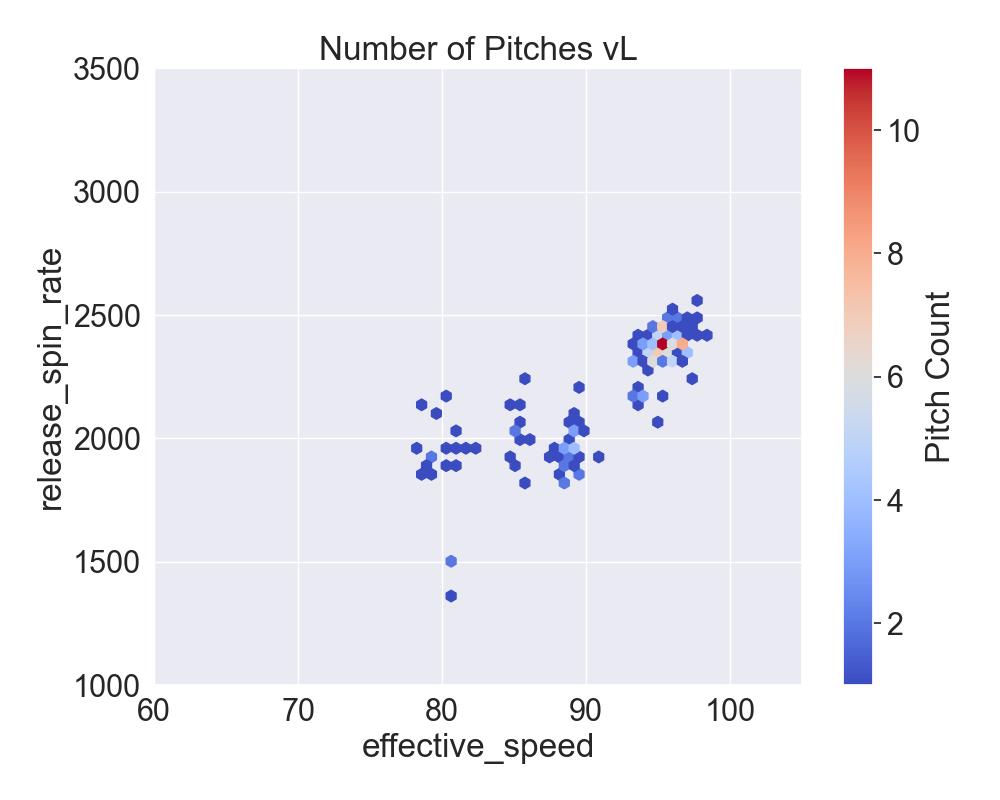 Number of Pitches vL
release_spin_rate
3500
3000
2500
2000
1500
1000
60 70 80 90 100
effective_speed
10
8
6
4
2
Pitch Count